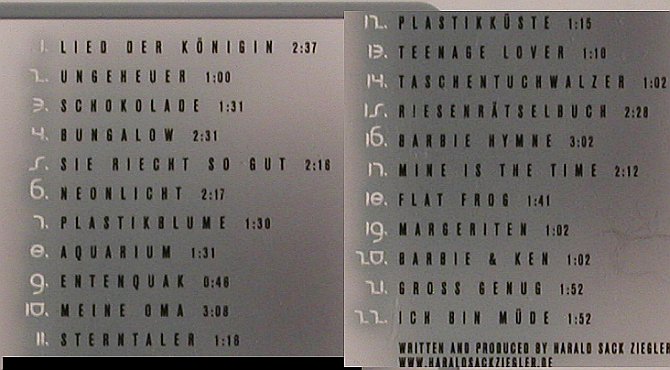 1. LIED DER KÖNIGIN 2:37
2. UNGEHEUER 1:00
3. SCHOKOLADE 1:31
4. BUNGALOW 2:31
5. SIE RIECHT SO GUT 2:16
6. NEONLICHT 2:17
7. PLASTIKBLUME 1:30
8. AQUARIUM 1:31
9. ENTENQUAK 0:46
10. MEINE OMA 3:08
11. STERNTALER 1:16
12. PLASTIKKÜSTE 1:15
13. TEENAGE LOVER 1:18
14. TASCHENTUCHWALZER 1:02
15. RIESENRÄTSELBUCH 2:28
16. BARBIE HYMNE 3:02
17. MINE IS THE TIME 2:12
18. FLAT FROG 1:41
19. MARGERITEN 1:02
20. BARBIE & KEN 1:02
21. GROSS GENUG 1:52
22. ICH BIN MÜDE 1:52
WRITTEN AND PRODUCED BY HARALD SACK ZIEGLER
WWW.HARALDSACKZIEGLER.DE